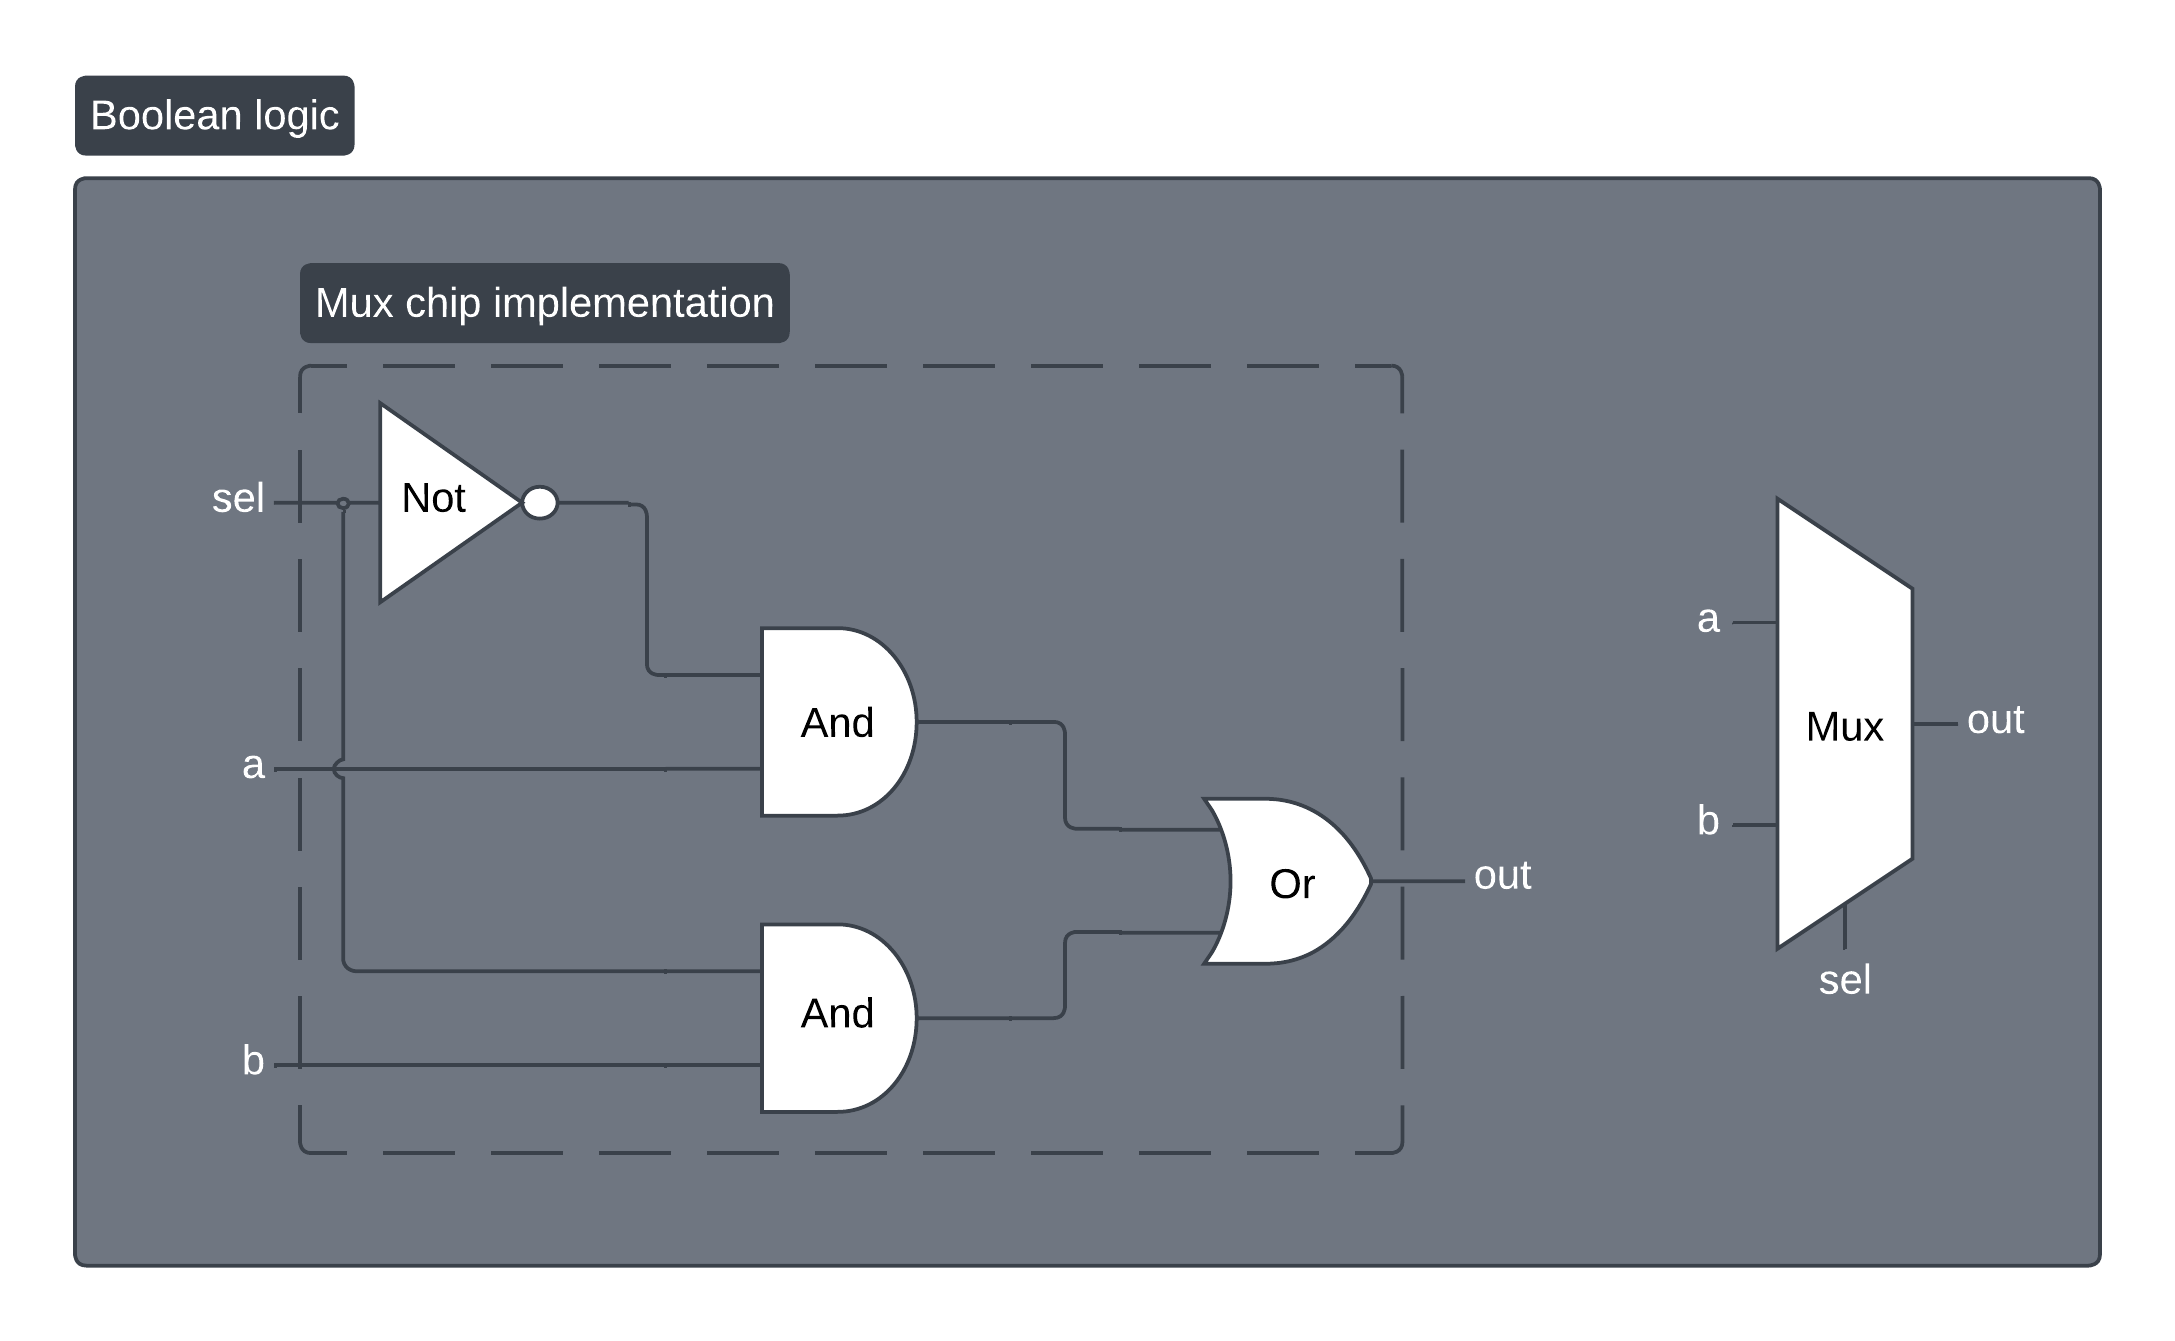 Boolean logic
Mux chip implementation
sel
Not
a
And
Or
out
And
b
a
Mux
out
b
sel